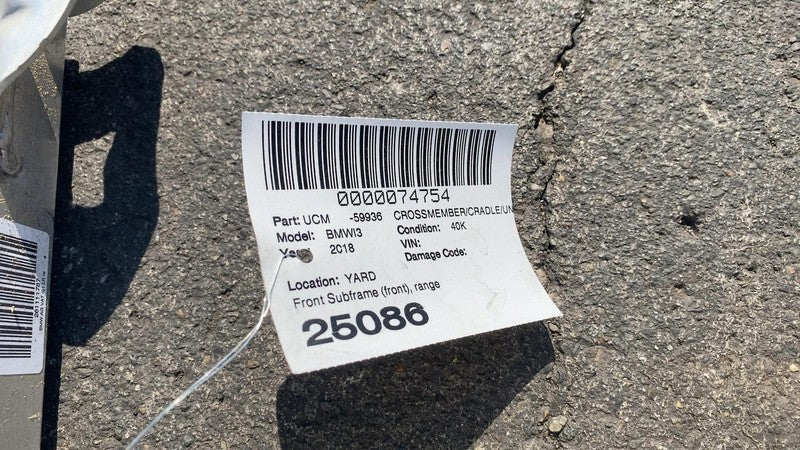 0000074754
Part: UCM -59936 CROSSMEMBER/CRADLE/UN
Model: BMWI3 Condition: 40K
Year 2018 VIN:
Damage Code:
Location: YARD
Front Subframe (front), range
25086